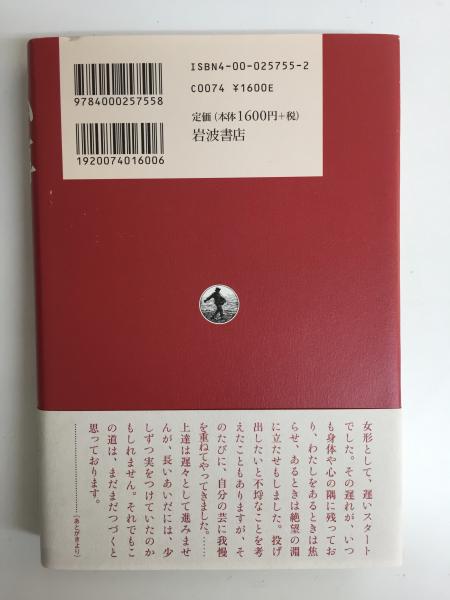 9784000257558
1920074016006
ISBN4-00-025755-2
C0074 ¥1600E
定価(本体1600円+税)
岩波書店
女形として、遅いスタート
でした。その遅れが、いつ
も身体や心の隅に残ってお
り、わたしをあるときは焦
らせ、あるときは絶望の淵
に立たせもしました。投げ
出したいと不埒なことを考
えたこともありますが、そ
のたびに、自分の芸に我慢
を重ねてやってきました。……
上達は遅々として進みませ
んが、長いあいだには、少
しずつ実をつけていたのか
もしれません。それでもこ
の道は、まだまだつづくと
思っております。
…………(あとがきより)